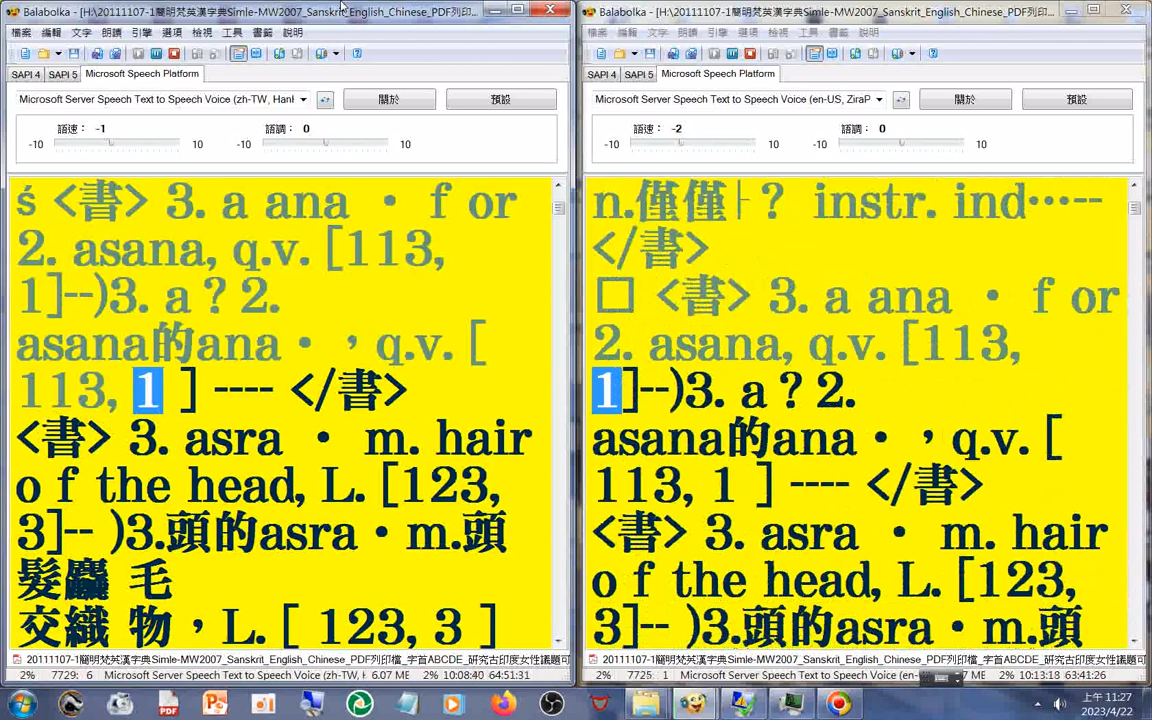 Balabolka - [H:\20111107-1簡明梵英漢字典Simle-MW2007_Sanskrit_English_Chinese_PDF列印...
檔案 編輯 文字 朗讀 引擎 選項 檢視 工具 書籤 說明
SAPI 4 SAPI 5 Microsoft Speech Platform
Microsoft Server Speech Text to Speech Voice (zh-TW, Hanl 關於 預設
語速： -1 語調： 0
-10 10 -10 10
ś <書> 3. a ana • f or
2. asana, q.v. [113,
1]--)3. a？2.
asana的ana•，q.v. [
113, 1 ] ---- </書>
<書> 3. asra • m. hair
o f the head, L. [123,
3]-- )3.頭的asra•m.頭
髮 毛
交織 物，L. [ 123, 3 ]
20111107-1簡明梵英漢字典Simle-MW2007_Sanskrit_English_Chinese_PDF列印檔_字首ABCDE_研究古印度女性議題可
2% 7729: 6 Microsoft Server Speech Text to Speech Voice (zh-TW, H 6.07 ME 2% 10:08:40 64:51:31
Balabolka - [H:\20111107-1簡明梵英漢字典Simle-MW2007_Sanskrit_English_Chinese_PDF列印...
檔案 編輯 文字 朗讀 引擎 選項 檢視 工具 書籤 說明
SAPI 4 SAPI 5 Microsoft Speech Platform
Microsoft Server Speech Text to Speech Voice (en-US, ZiraP 關於 預設
語速： -2 語調： 0
-10 10 -10 10
n.僅僅├？ instr. ind…--
</書>
□ <書> 3. a ana • f or
2. asana, q.v. [113,
1]--)3. a？2.
asana的ana•，q.v. [
113, 1 ] ---- </書>
<書> 3. asra • m. hair
o f the head, L. [123,
3]-- )3.頭的asra•m.頭
20111107-1簡明梵英漢字典Simle-MW2007_Sanskrit_English_Chinese_PDF列印檔_字首ABCDE_研究古印度女性議題可
2% 7725: 1 Microsoft Server Speech Text to Speech Voice (en-U ME 2% 10:13:18 63:41:26
PDF
上午 11:27
2023/4/22